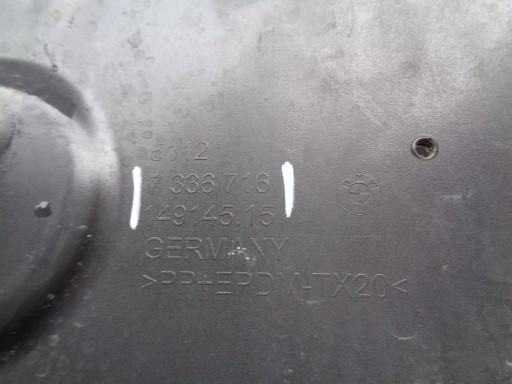 5112
7 336 716
149145.15
GERMANY
>PP+EPDM-TX20<